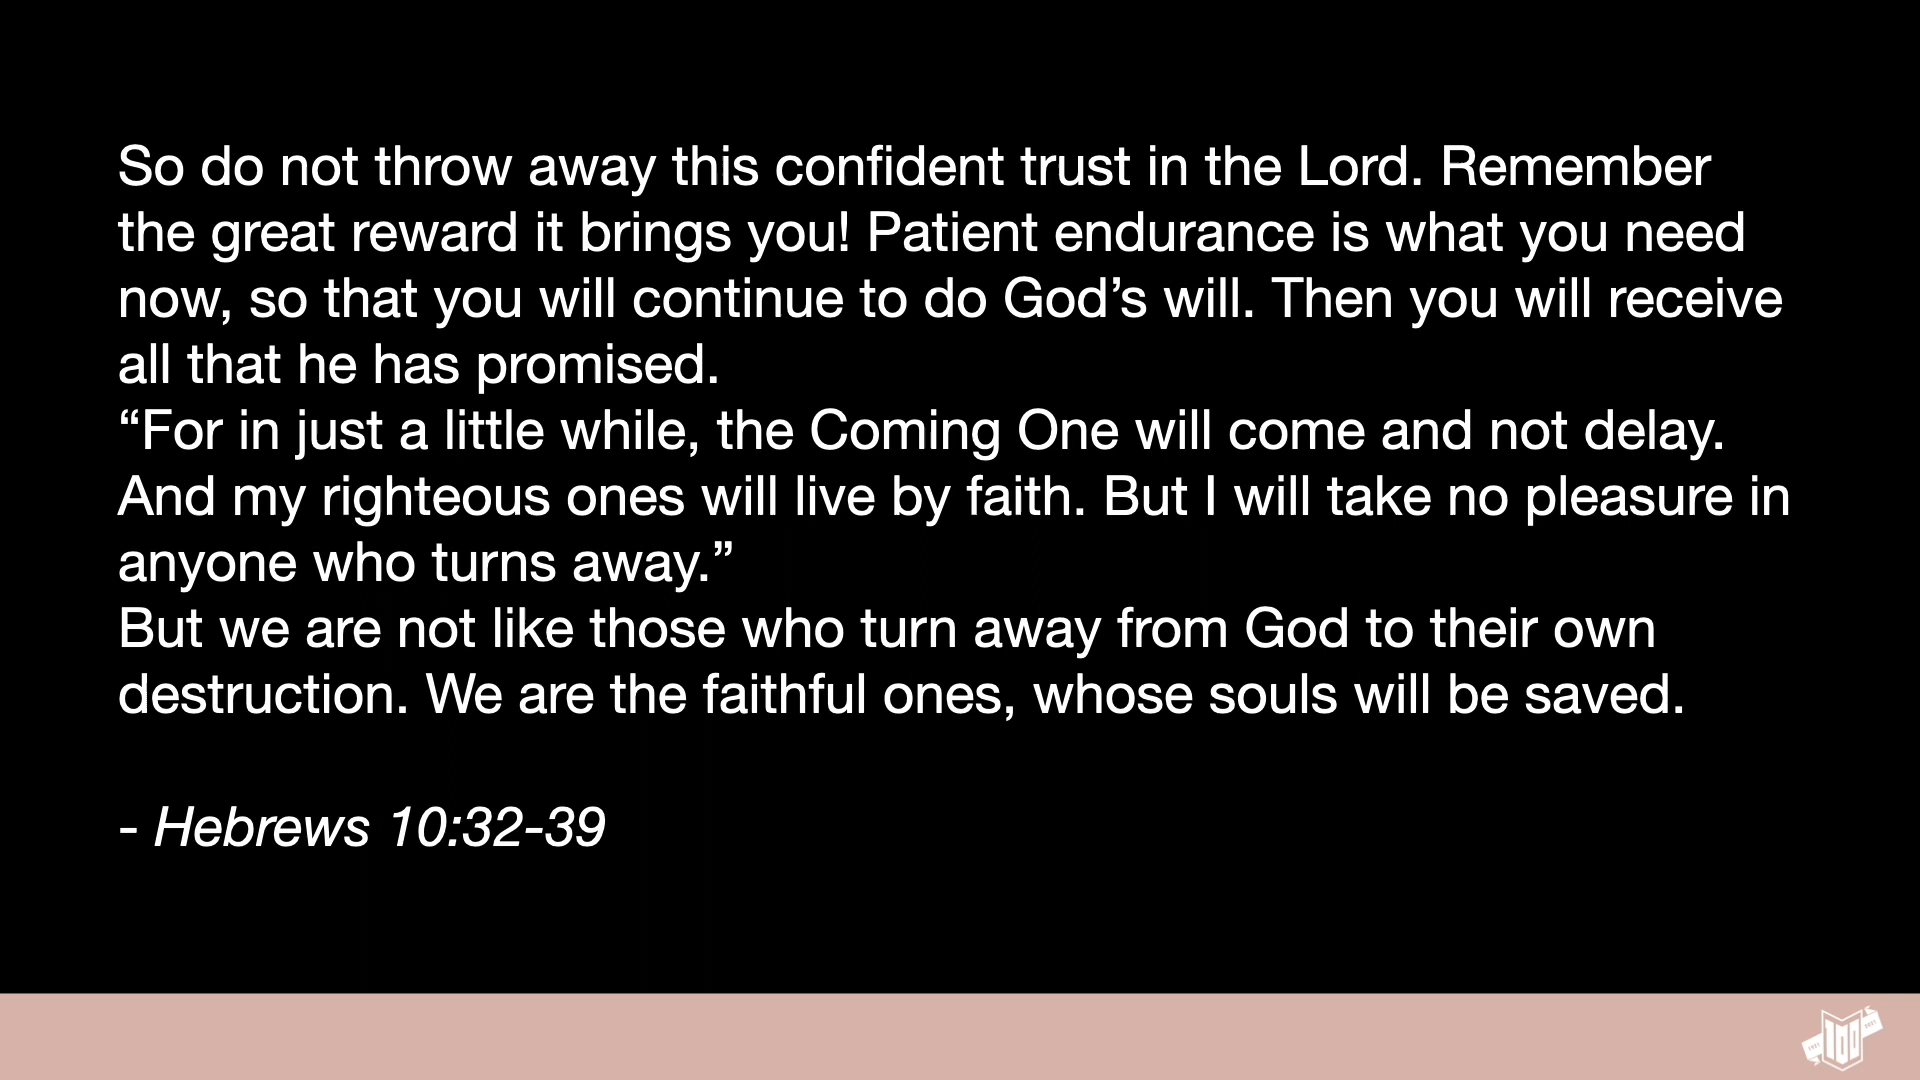 So do not throw away this confident trust in the Lord. Remember
the great reward it brings you! Patient endurance is what you need
now, so that you will continue to do God’s will. Then you will receive
all that he has promised.
“For in just a little while, the Coming One will come and not delay.
And my righteous ones will live by faith. But I will take no pleasure in
anyone who turns away.”
But we are not like those who turn away from God to their own
destruction. We are the faithful ones, whose souls will be saved.
- Hebrews 10:32-39
100